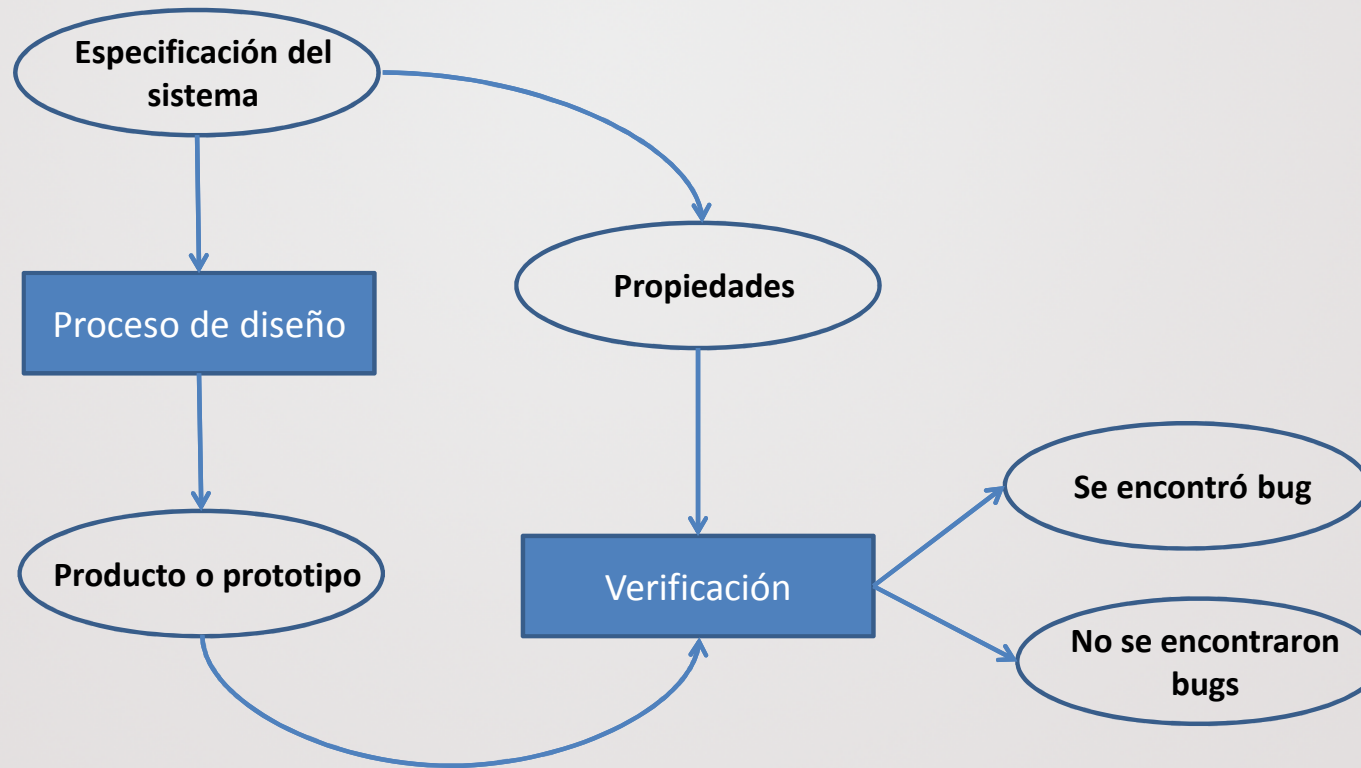 Especificación del
sistema
Propiedades
Proceso de diseño
Se encontró bug
Producto o prototipo
Verificación
No se encontraron
bugs